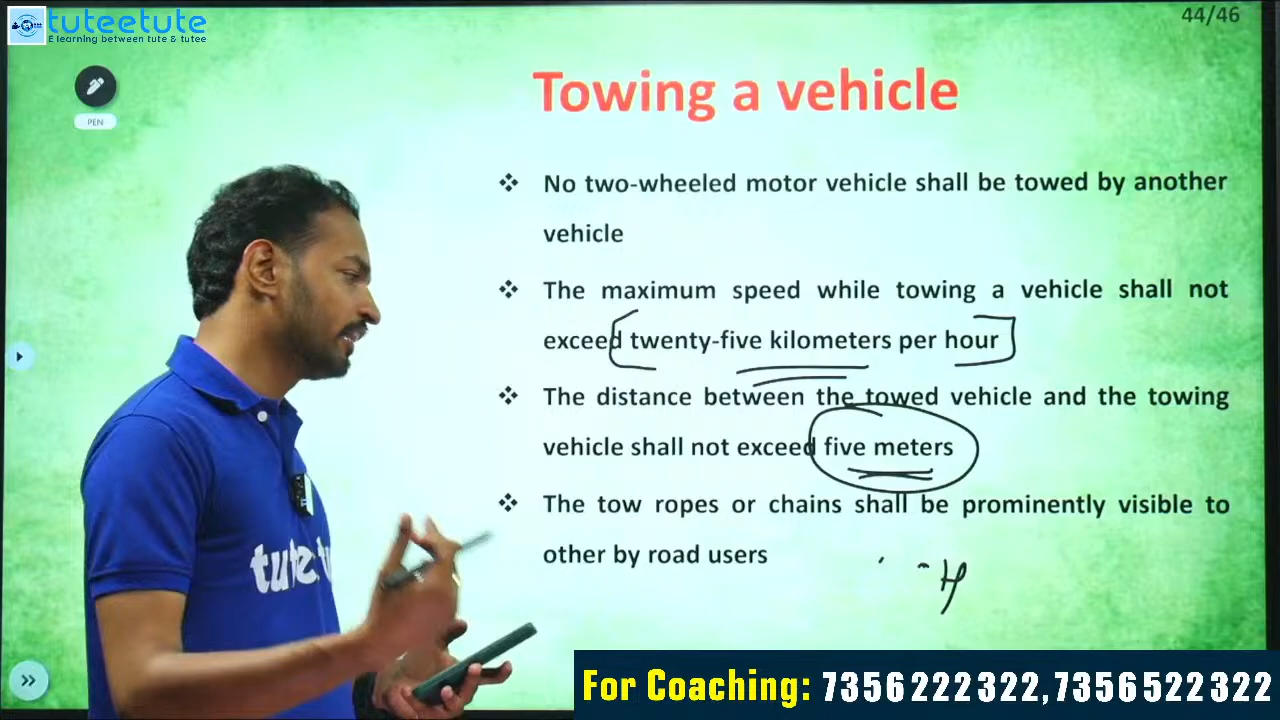 44/46
tuteetute
E learning between tute & tutee
PEN
Towing a vehicle
❖ No two-wheeled motor vehicle shall be towed by another
vehicle
❖ The maximum speed while towing a vehicle shall not
exceed twenty-five kilometers per hour
❖ The distance between the towed vehicle and the towing
vehicle shall not exceed five meters
❖ The tow ropes or chains shall be prominently visible to
other by road users
For Coaching: 7356222322,7356522322